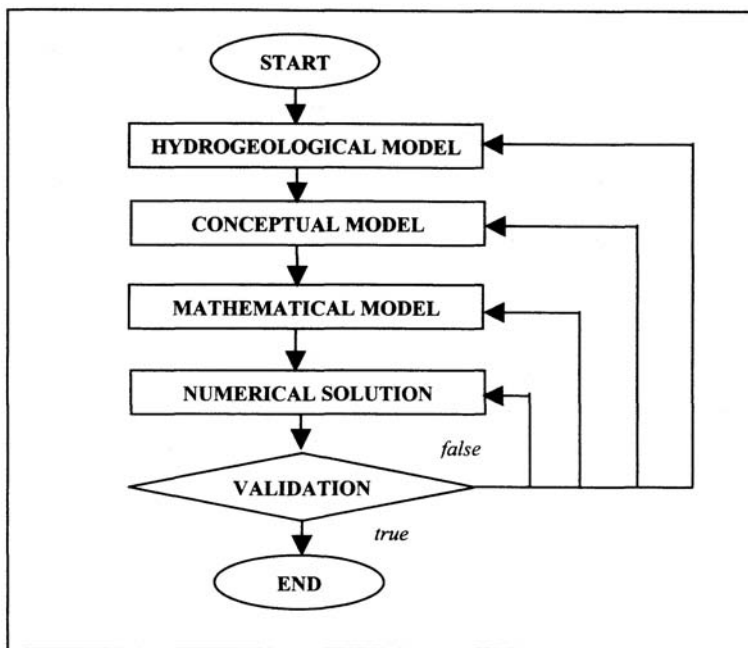 START
HYDROGEOLOGICAL MODEL
CONCEPTUAL MODEL
MATHEMATICAL MODEL
NUMERICAL SOLUTION
false
VALIDATION
true
END